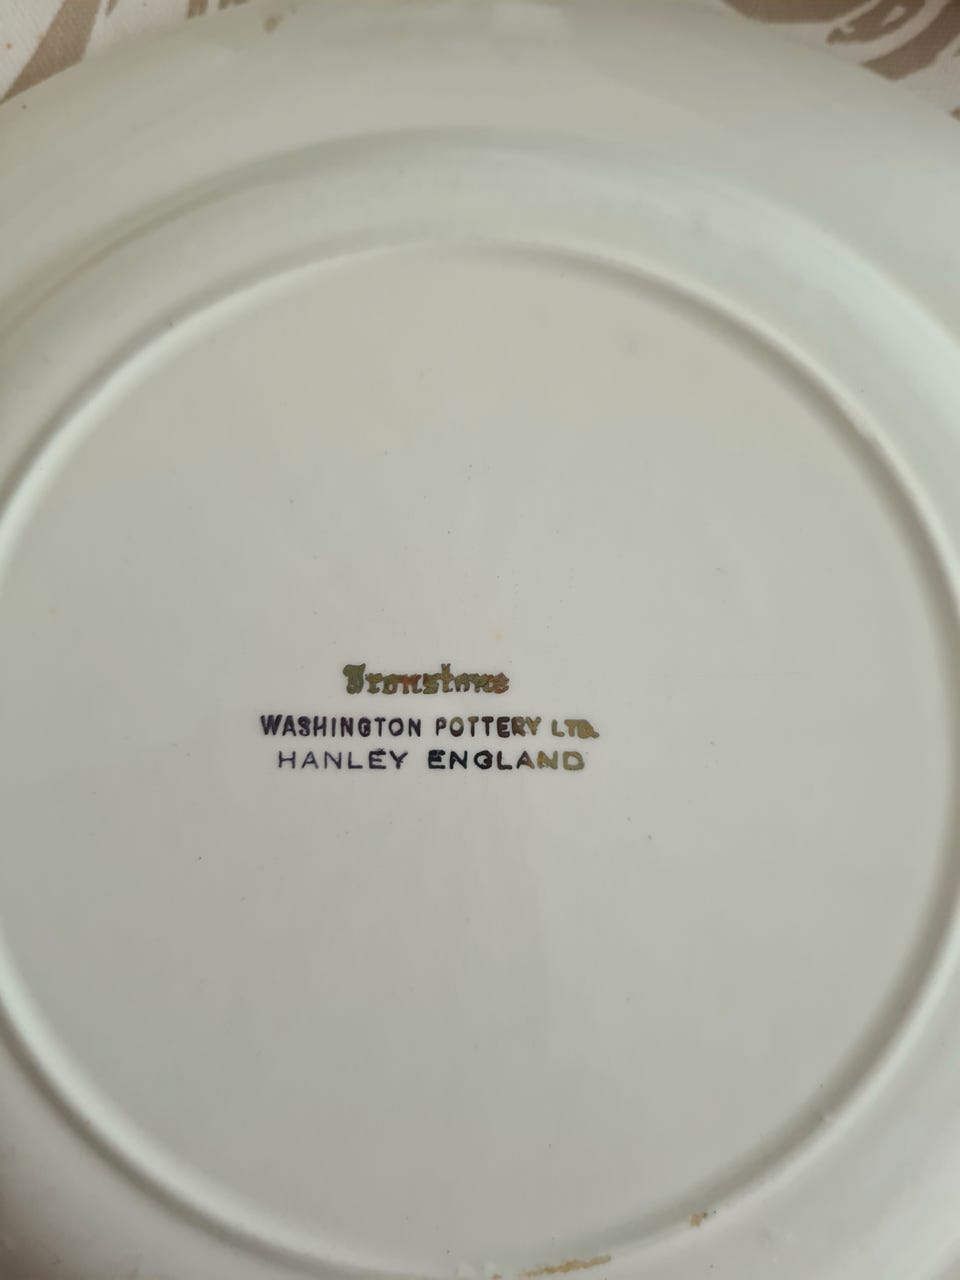 Ironstone
WASHINGTON POTTERY LTD.
HANLEY ENGLAND